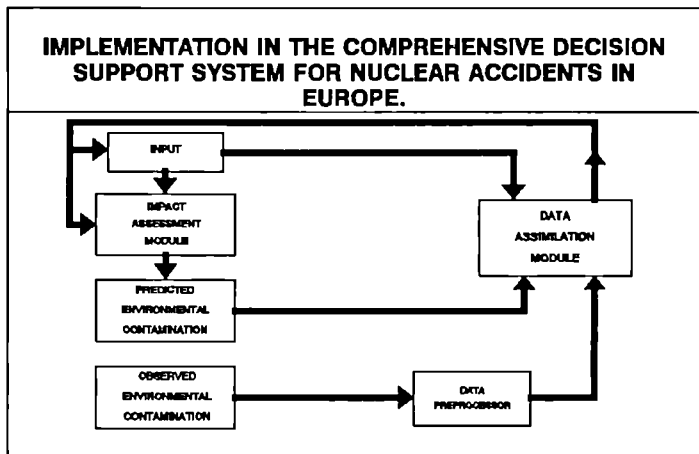 IMPLEMENTATION IN THE COMPREHENSIVE DECISION
SUPPORT SYSTEM FOR NUCLEAR ACCIDENTS IN
EUROPE.
INPUT
IMPACT
ASSESSMENT
MODULE
DATA
ASSIMILATION
MODULE
PREDICTED
ENVIRONMENTAL
CONTAMINATION
OBSERVED
ENVIRONMENTAL
CONTAMINATION
DATA
PREPROCESSOR